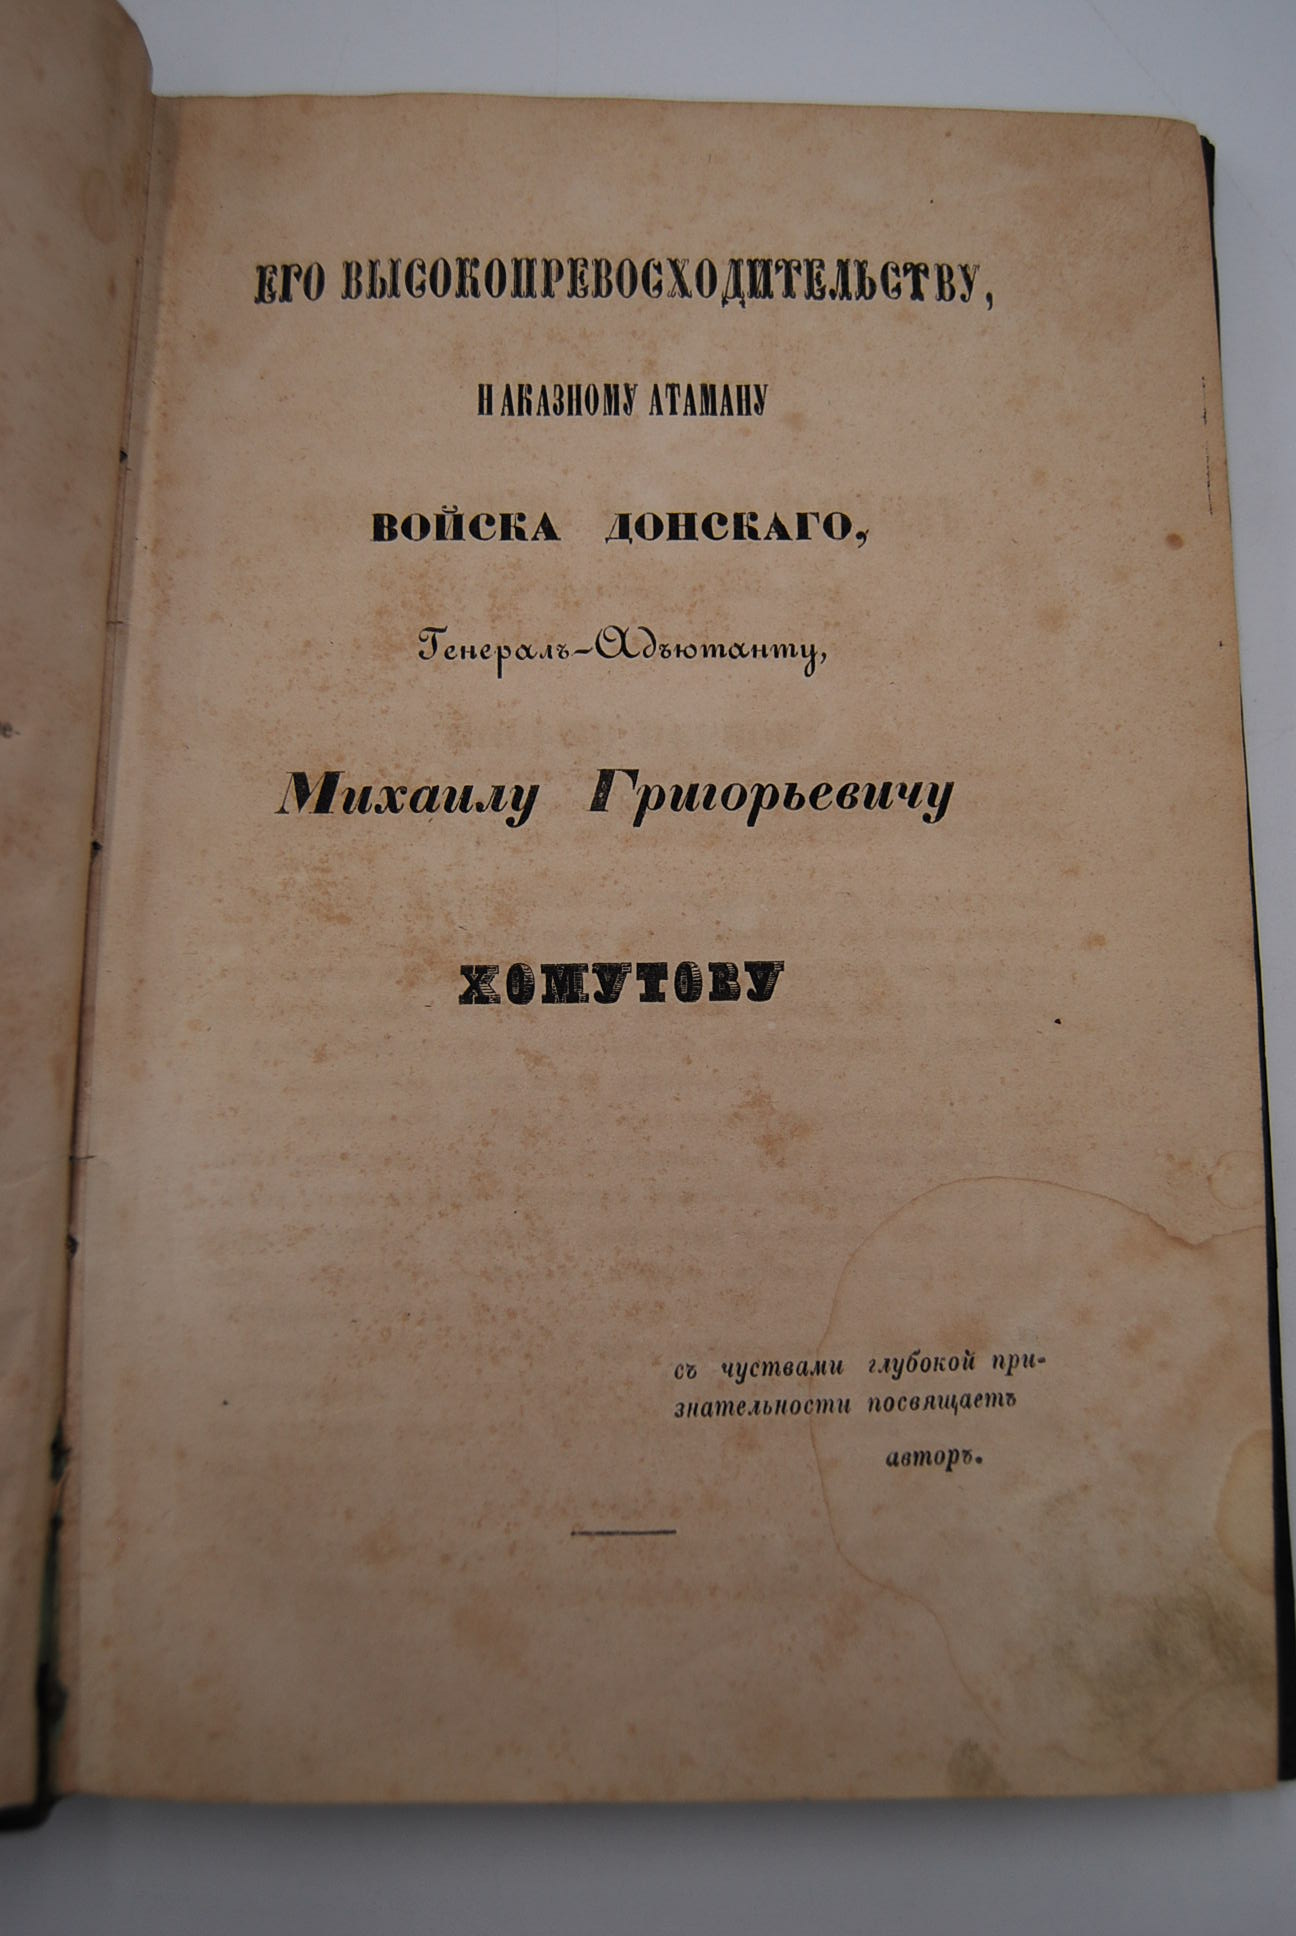 ЕГО ВЫСОКОПРЕВОСХОДИТЕЛЬСТВУ,
НАКАЗНОМУ АТАМАНУ
ВОЙСКА ДОНСКАГО,
Генералъ-Адъютанту,
Михаилу Григорьевичу
ХОМУТОВУ
съ чуствами глубокой при-
знательности посвящаетъ
авторъ.